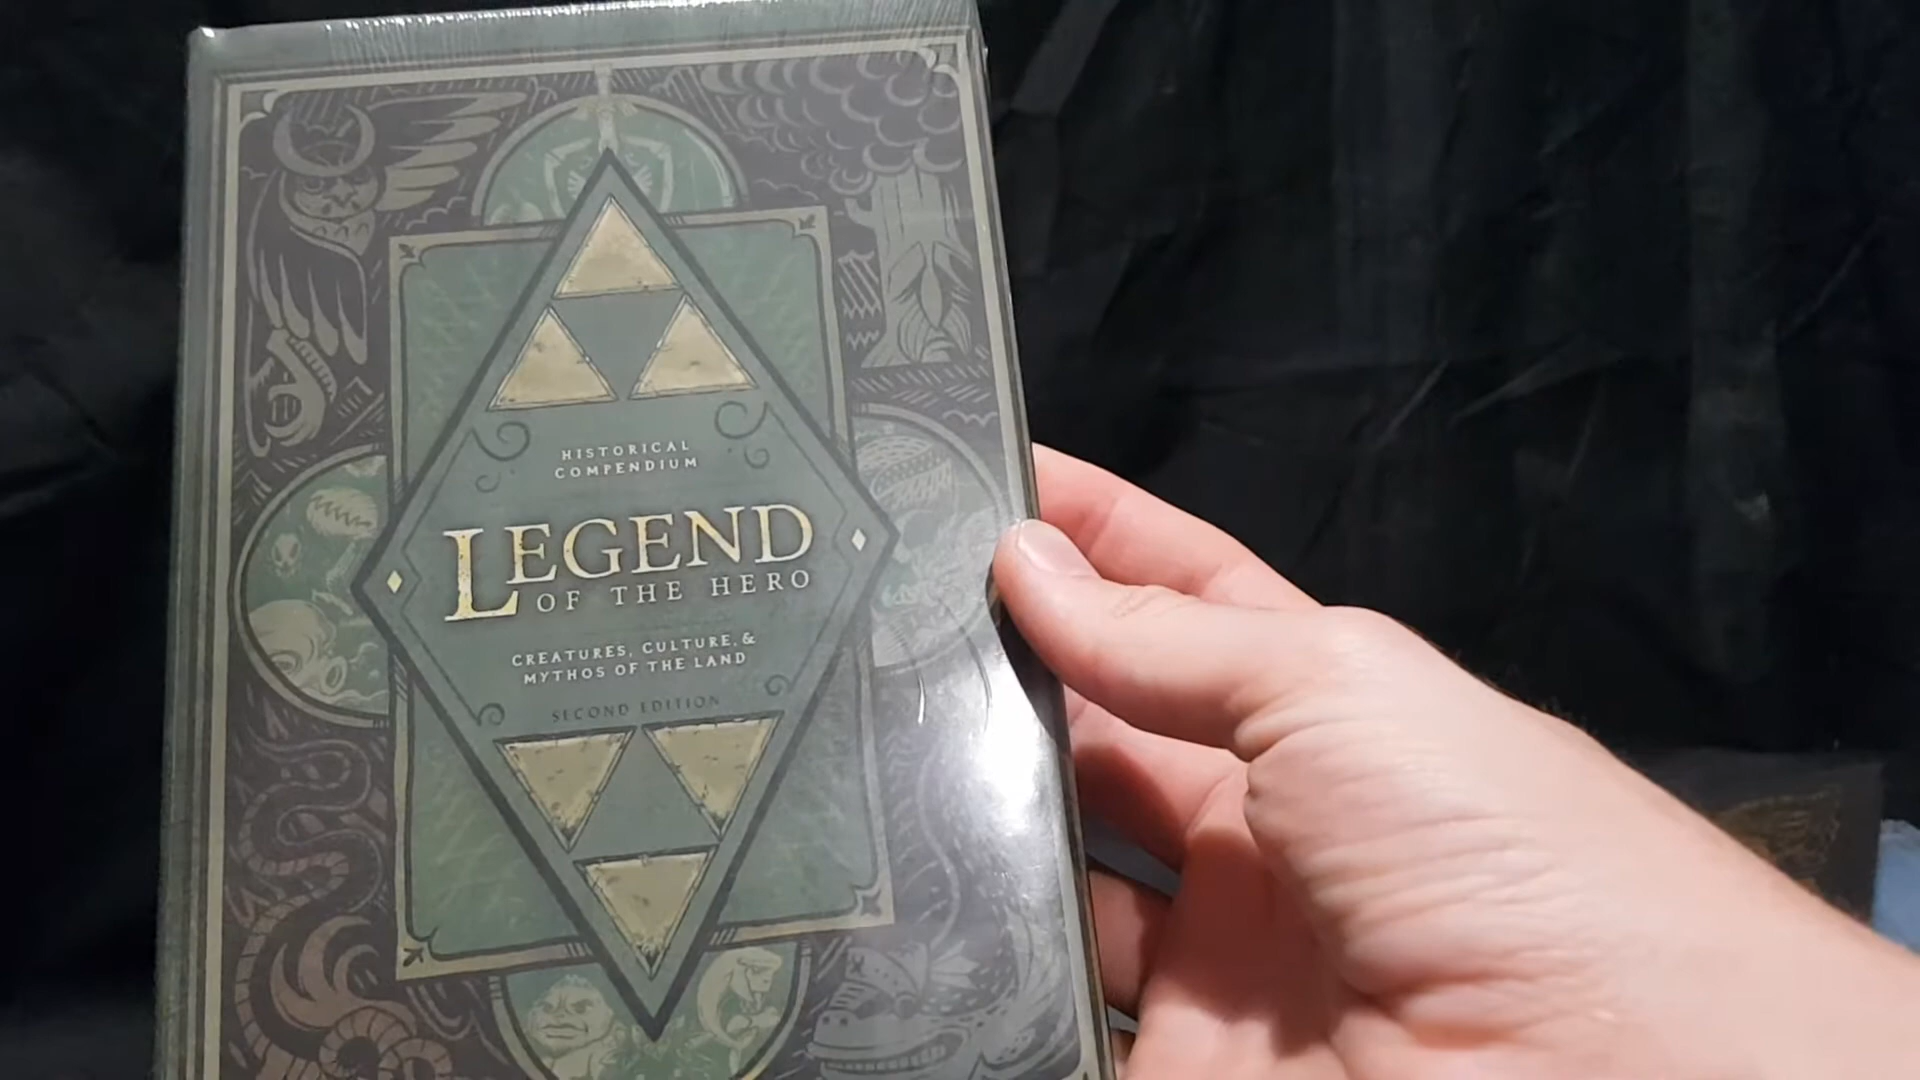 HISTORICAL
COMPENDIUM
LEGEND
OF THE HERO
CREATURES, CULTURE, &
MYTHOS OF THE LAND
SECOND EDITION